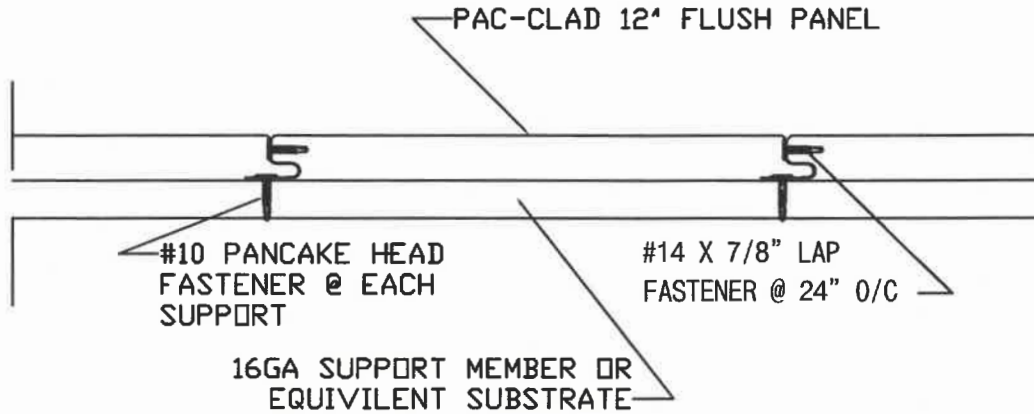 PAC-CLAD 12" FLUSH PANEL
#10 PANCAKE HEAD
FASTENER @ EACH
SUPPORT
#14 X 7/8" LAP
FASTENER @ 24" O/C
16GA SUPPORT MEMBER OR
EQUIVILENT SUBSTRATE